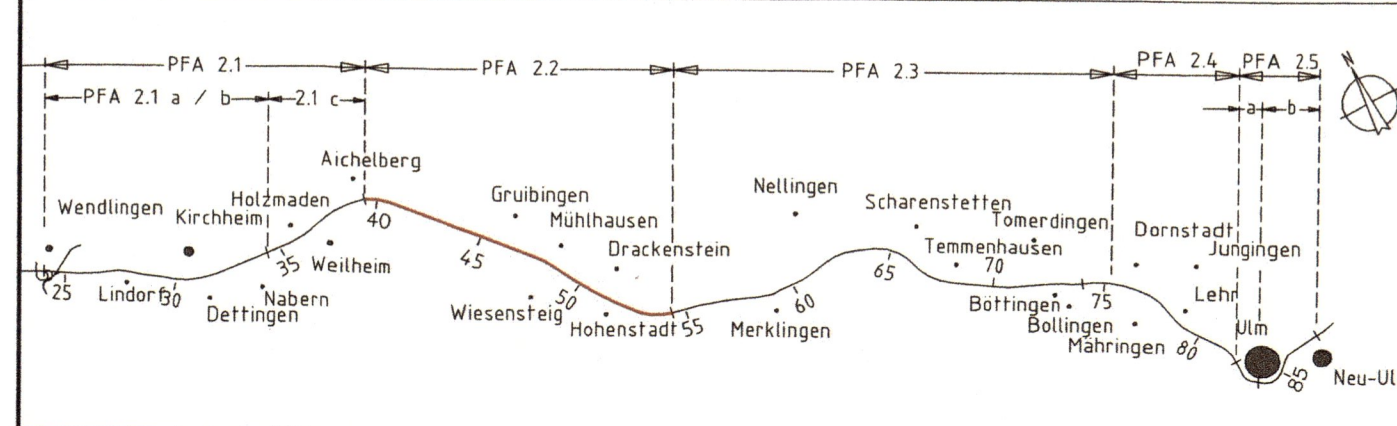 PFA 2.1 PFA 2.2 PFA 2.3 PFA 2.4 PFA 2.5
PFA 2.1 a / b 2.1 c a b
N
Aichelberg
Wendlingen Kirchheim Holzmaden 40 Gruibingen Mühlhausen Nellingen Scharenstetten Tomerdingen Dornstadt
35 Weilheim 45 Drackenstein 65 Temmenhausen 70 Jungingen
25 Lindorf 30 Dettingen Nabern Wiesensteig 50 Hohenstadt 55 Merklingen 60 Böttingen 75 Lehr
Bollingen Ulm
Mähringen 80 85 Neu-Ul